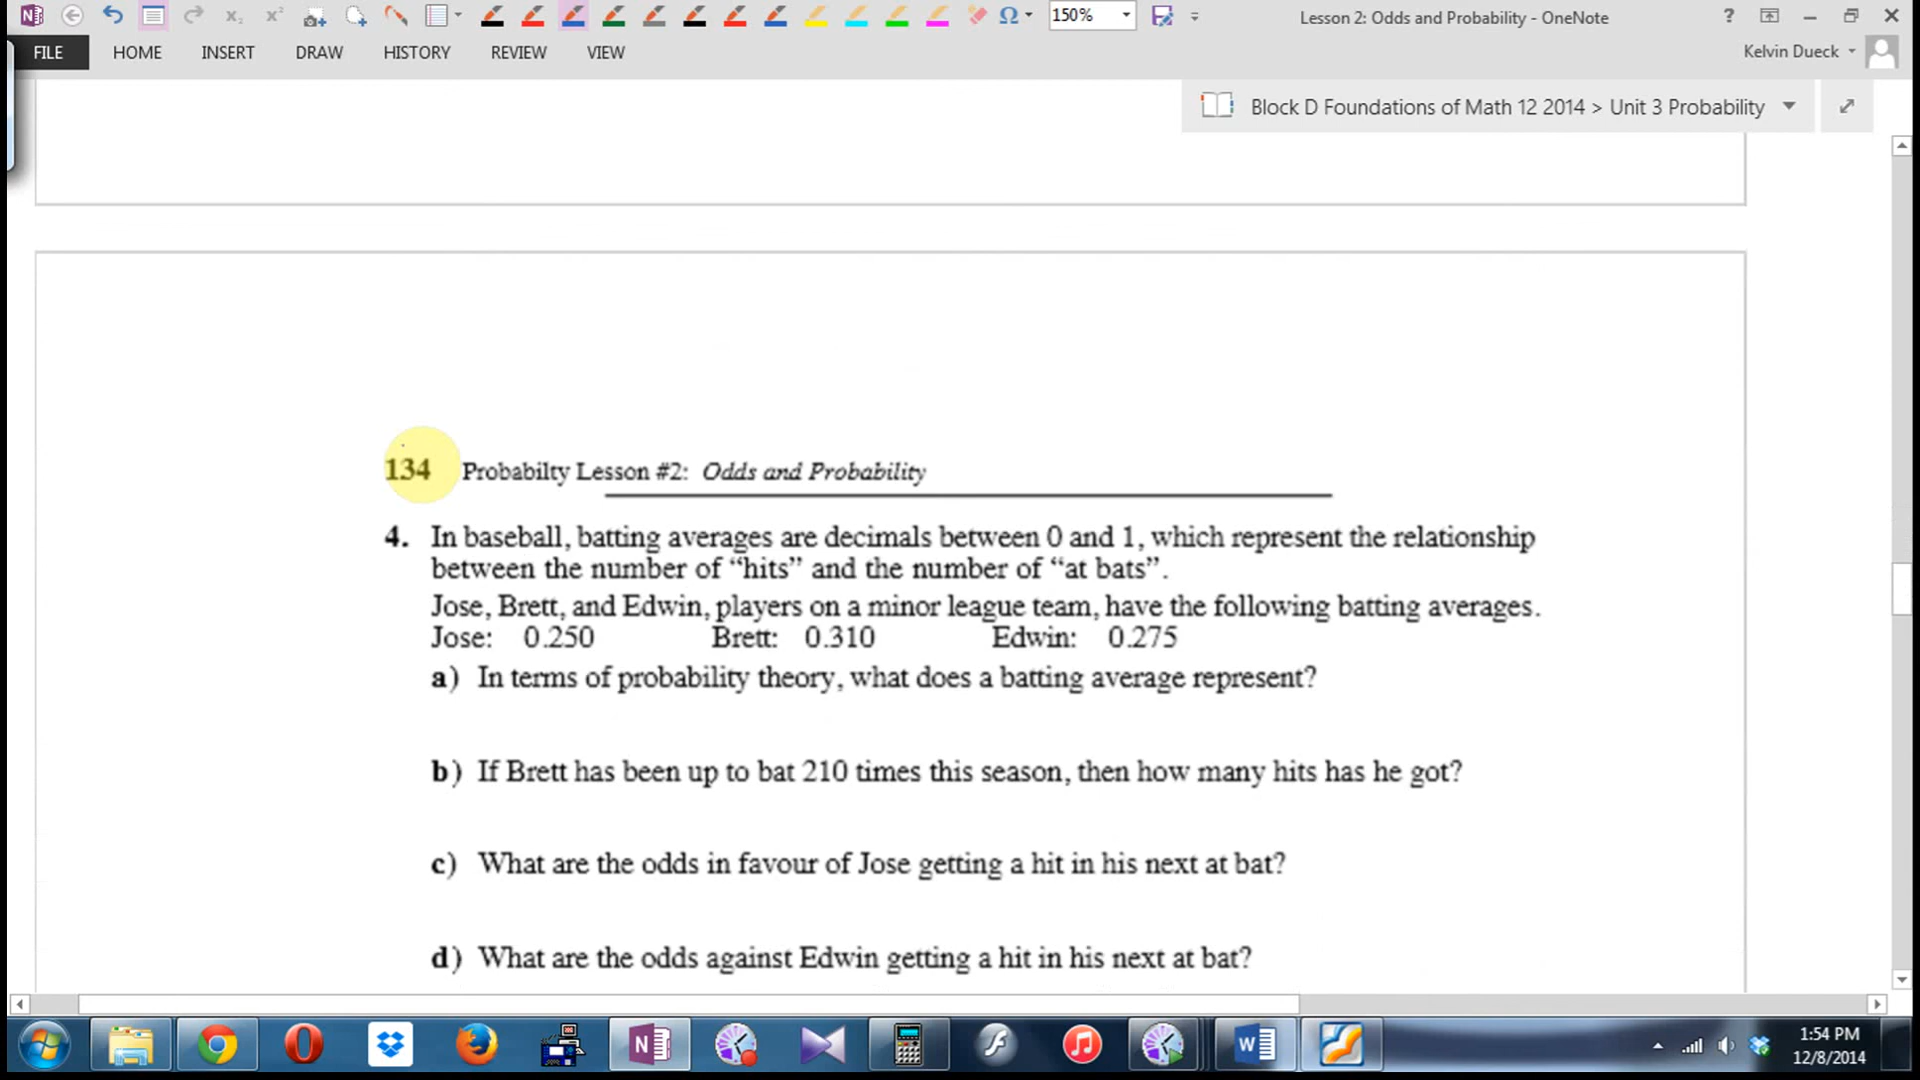 150%
Lesson 2: Odds and Probability - OneNote
FILE HOME INSERT DRAW HISTORY REVIEW VIEW
Kelvin Dueck
Block D Foundations of Math 12 2014 > Unit 3 Probability
134 Probabilty Lesson #2: Odds and Probability
4. In baseball, batting averages are decimals between 0 and 1, which represent the relationship
between the number of “hits” and the number of “at bats”.
Jose, Brett, and Edwin, players on a minor league team, have the following batting averages.
Jose: 0.250 Brett: 0.310 Edwin: 0.275
a) In terms of probability theory, what does a batting average represent?
b) If Brett has been up to bat 210 times this season, then how many hits has he got?
c) What are the odds in favour of Jose getting a hit in his next at bat?
d) What are the odds against Edwin getting a hit in his next at bat?
1:54 PM
12/8/2014